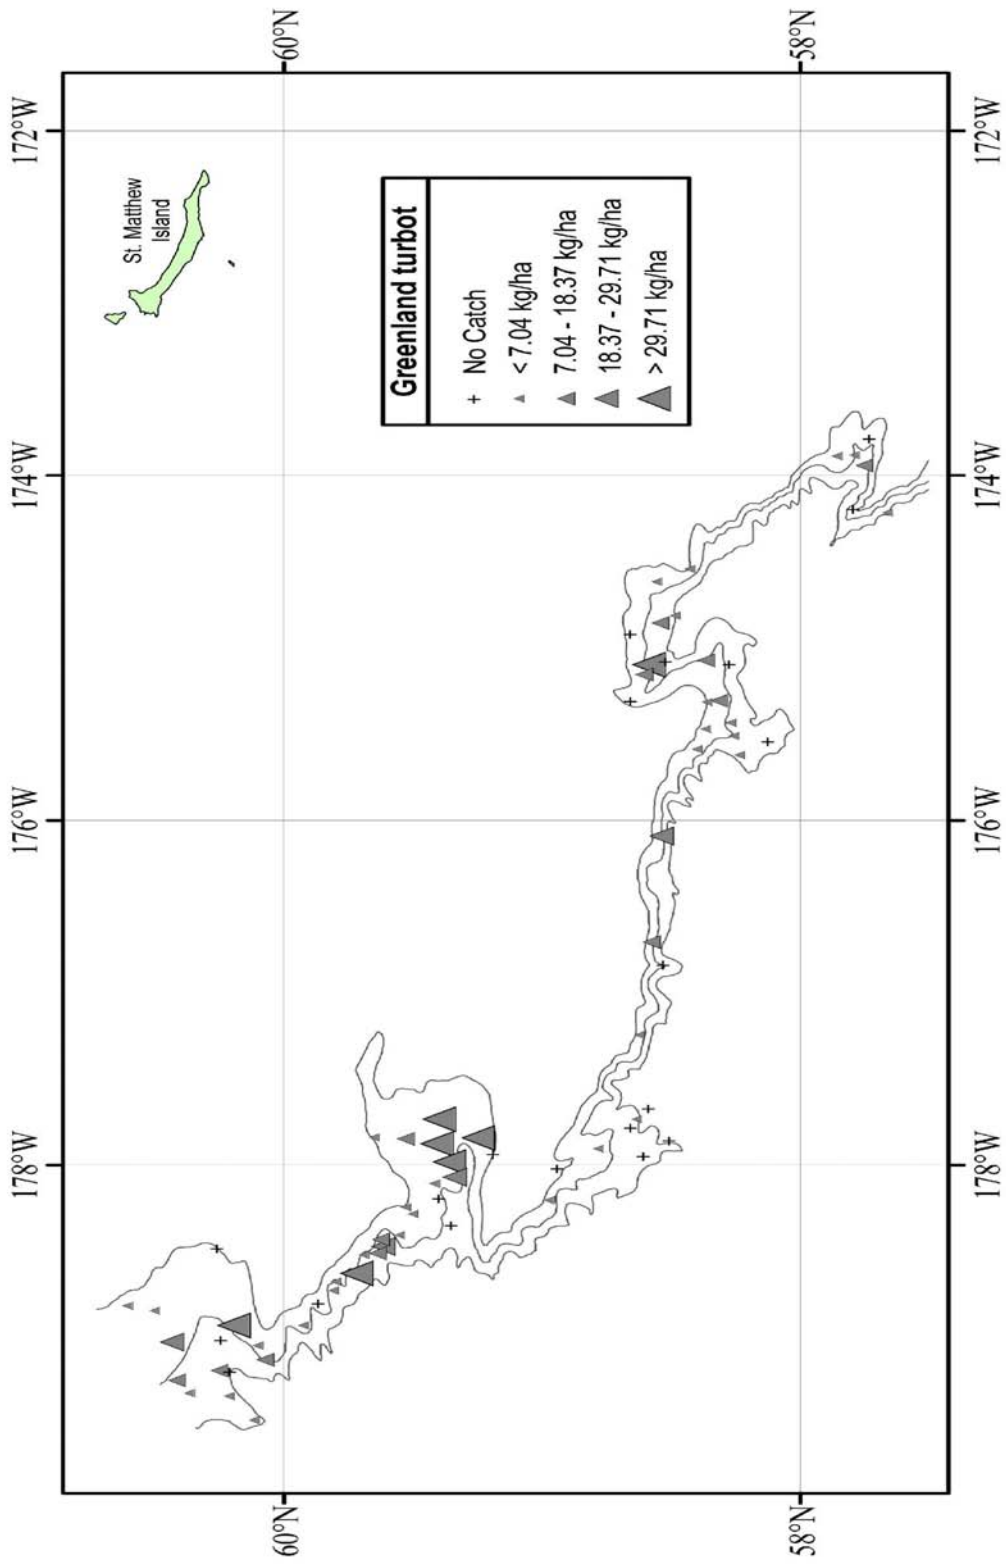 172°W
174°W
176°W
178°W
60°N
58°N
St. Matthew
Island
Greenland turbot
No Catch
< 7.04 kg/ha
7.04 - 18.37 kg/ha
18.37 - 29.71 kg/ha
> 29.71 kg/ha
60°N
58°N
172°W
174°W
176°W
178°W